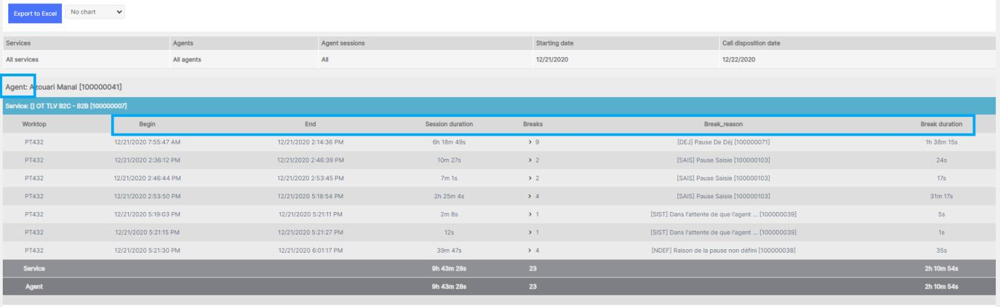 Export to Excel No chart
Services Agents Agent sessions Starting date Call disposition date
All services All agents All 12/21/2020 12/22/2020
Agent: Azouari Manal [100000041]
Service: [] OT TLV B2C - B2B [100000007]
Worktop Begin End Session duration Breaks Break_reason Break duration
PT432 12/21/2020 7:55:47 AM 12/21/2020 2:14:36 PM 6h 18m 49s > 9 [DEJ] Pause De Déj [100000071] 1h 38m 15s
PT432 12/21/2020 2:36:12 PM 12/21/2020 2:46:39 PM 10m 27s > 2 [SAIS] Pause Saisie [100000103] 24s
PT432 12/21/2020 2:46:44 PM 12/21/2020 2:53:45 PM 7m 1s > 2 [SAIS] Pause Saisie [100000103] 17s
PT432 12/21/2020 2:53:50 PM 12/21/2020 5:18:54 PM 2h 25m 4s > 4 [SAIS] Pause Saisie [100000103] 31m 17s
PT432 12/21/2020 5:19:03 PM 12/21/2020 5:21:11 PM 2m 8s > 1 [SIST] Dans l'attente de que l'agent ... [100000039] 5s
PT432 12/21/2020 5:21:15 PM 12/21/2020 5:21:27 PM 12s > 1 [SIST] Dans l'attente de que l'agent ... [100000039] 1s
PT432 12/21/2020 5:21:30 PM 12/21/2020 6:01:17 PM 39m 47s > 4 [NDEF] Raison de la pause non défini [100000038] 35s
Service 9h 43m 28s 23 2h 10m 54s
Agent 9h 43m 28s 23 2h 10m 54s